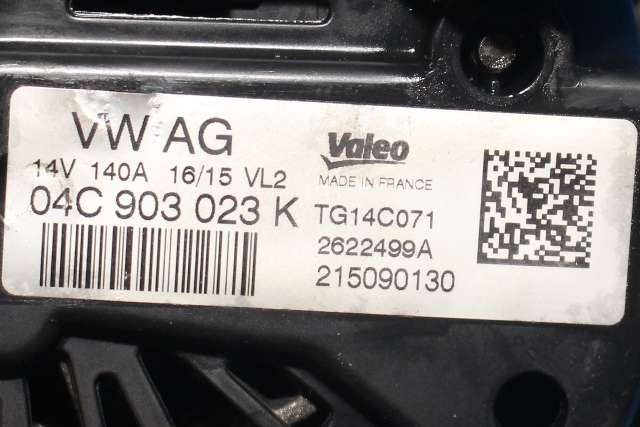 VW AG
14V 140A 16/15 VL2
04C 903 023 K
Valeo
MADE IN FRANCE
TG14C071
2622499A
215090130